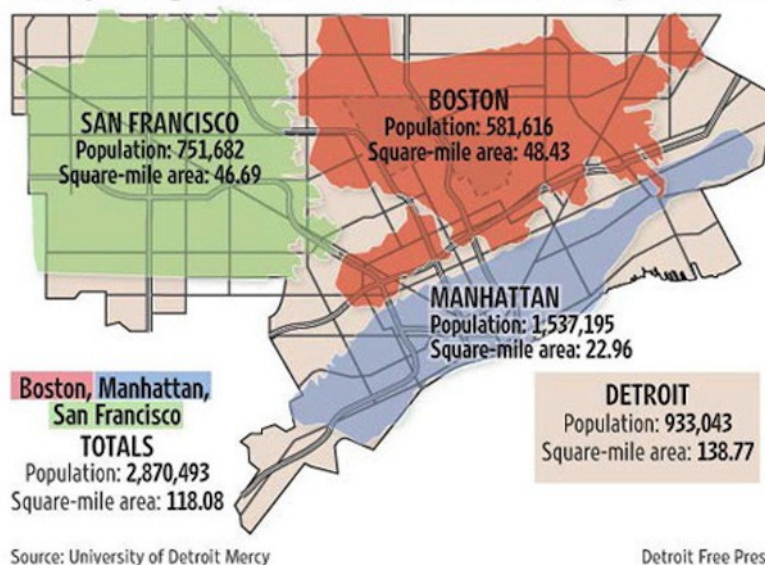 SAN FRANCISCO
Population: 751,682
Square-mile area: 46.69
BOSTON
Population: 581,616
Square-mile area: 48.43
MANHATTAN
Population: 1,537,195
Square-mile area: 22.96
Boston, Manhattan,
San Francisco
TOTALS
Population: 2,870,493
Square-mile area: 118.08
DETROIT
Population: 933,043
Square-mile area: 138.77
Source: University of Detroit Mercy
Detroit Free Pres